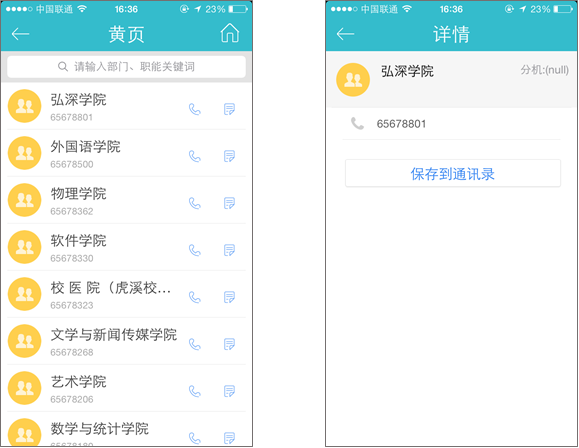 中国联通 16:36 23%
黄页
请输入部门、职能关键词
弘深学院
65678801
外国语学院
65678500
物理学院
65678362
软件学院
65678330
校 医 院（虎溪校…
65678323
文学与新闻传媒学院
65678268
艺术学院
65678206
数学与统计学院
中国联通 16:36 23%
详情
弘深学院 分机:(null)
65678801
保存到通讯录